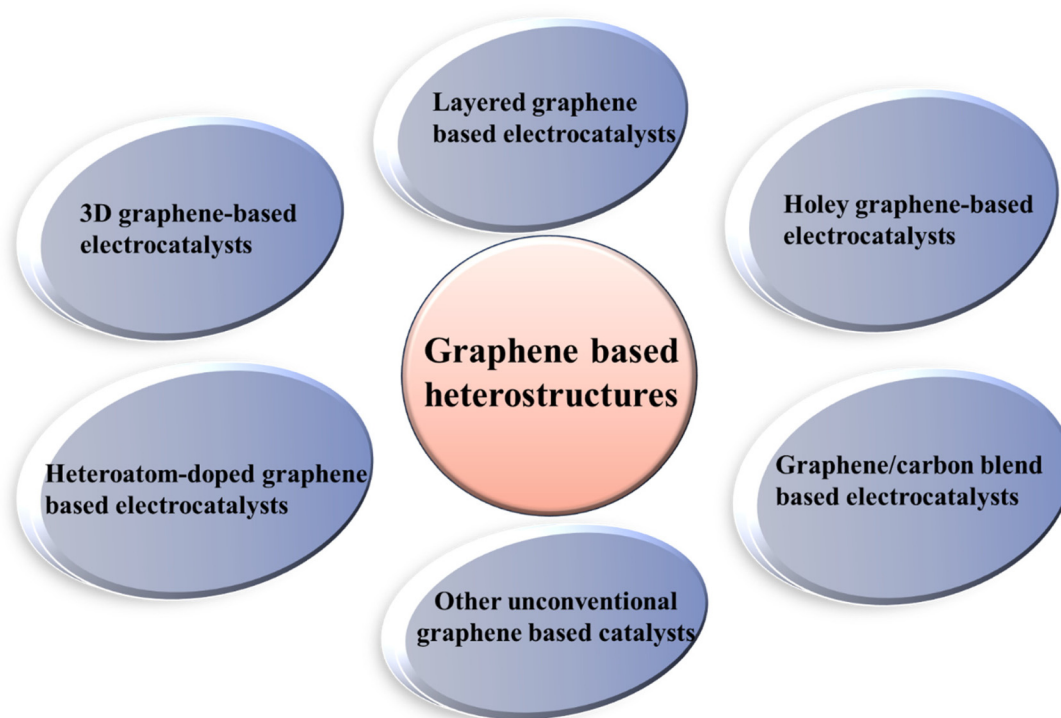 Layered graphene
based electrocatalysts
3D graphene-based
electrocatalysts
Holey graphene-based
electrocatalysts
Graphene based
heterostructures
Heteroatom-doped graphene
based electrocatalysts
Graphene/carbon blend
based electrocatalysts
Other unconventional
graphene based catalysts